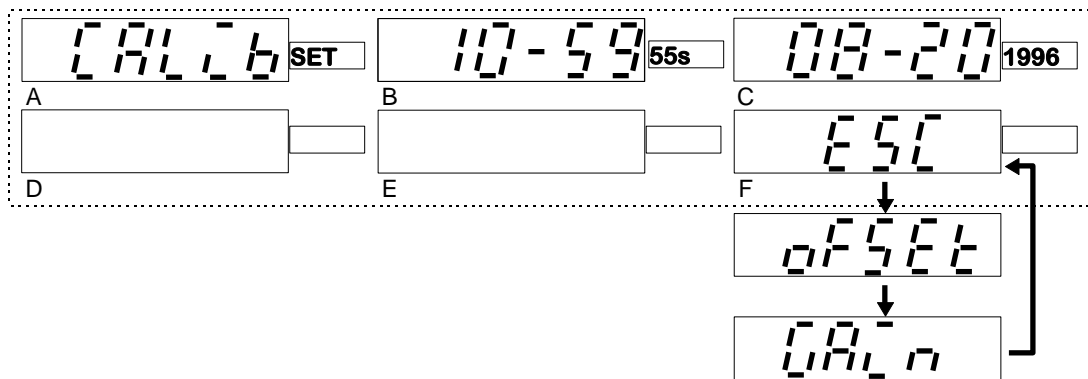 CALib SET
10-59 55s
08-20 1996
A
B
C
ESC
D
E
F
oFSEt
GAin